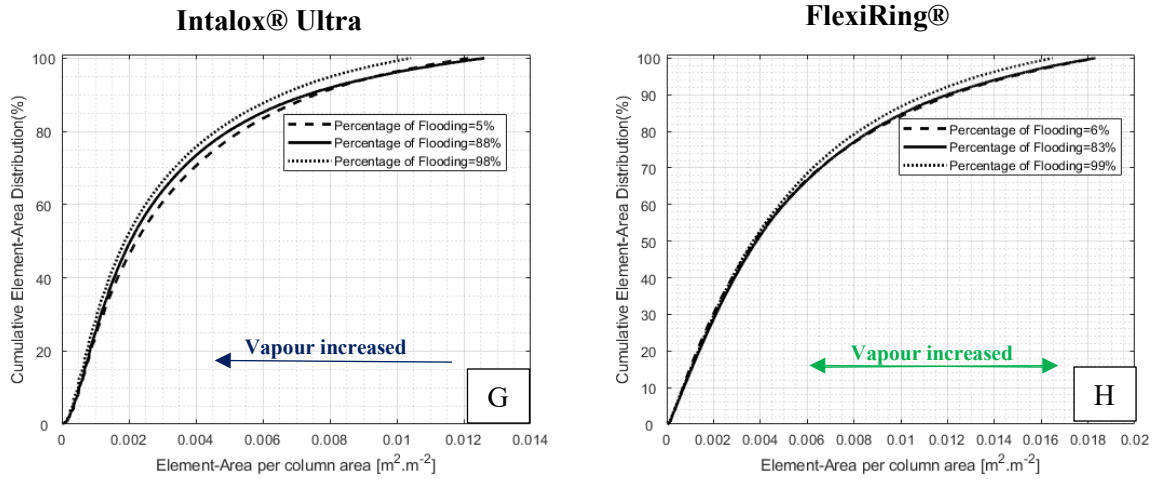 Intalox® Ultra
Cumulative Element-Area Distribution(%)
100
80
60
40
20
0
Percentage of Flooding=5%
Percentage of Flooding=88%
Percentage of Flooding=98%
Vapour increased
G
0 0.002 0.004 0.006 0.008 0.01 0.012 0.014
Element-Area per column area [m².m⁻²]
FlexiRing®
Cumulative Element-Area Distribution(%)
100
90
80
70
60
50
40
30
20
10
0
Percentage of Flooding=6%
Percentage of Flooding=83%
Percentage of Flooding=99%
Vapour increased
H
0 0.002 0.004 0.006 0.008 0.01 0.012 0.014 0.016 0.018 0.02
Element-Area per column area [m².m⁻²]